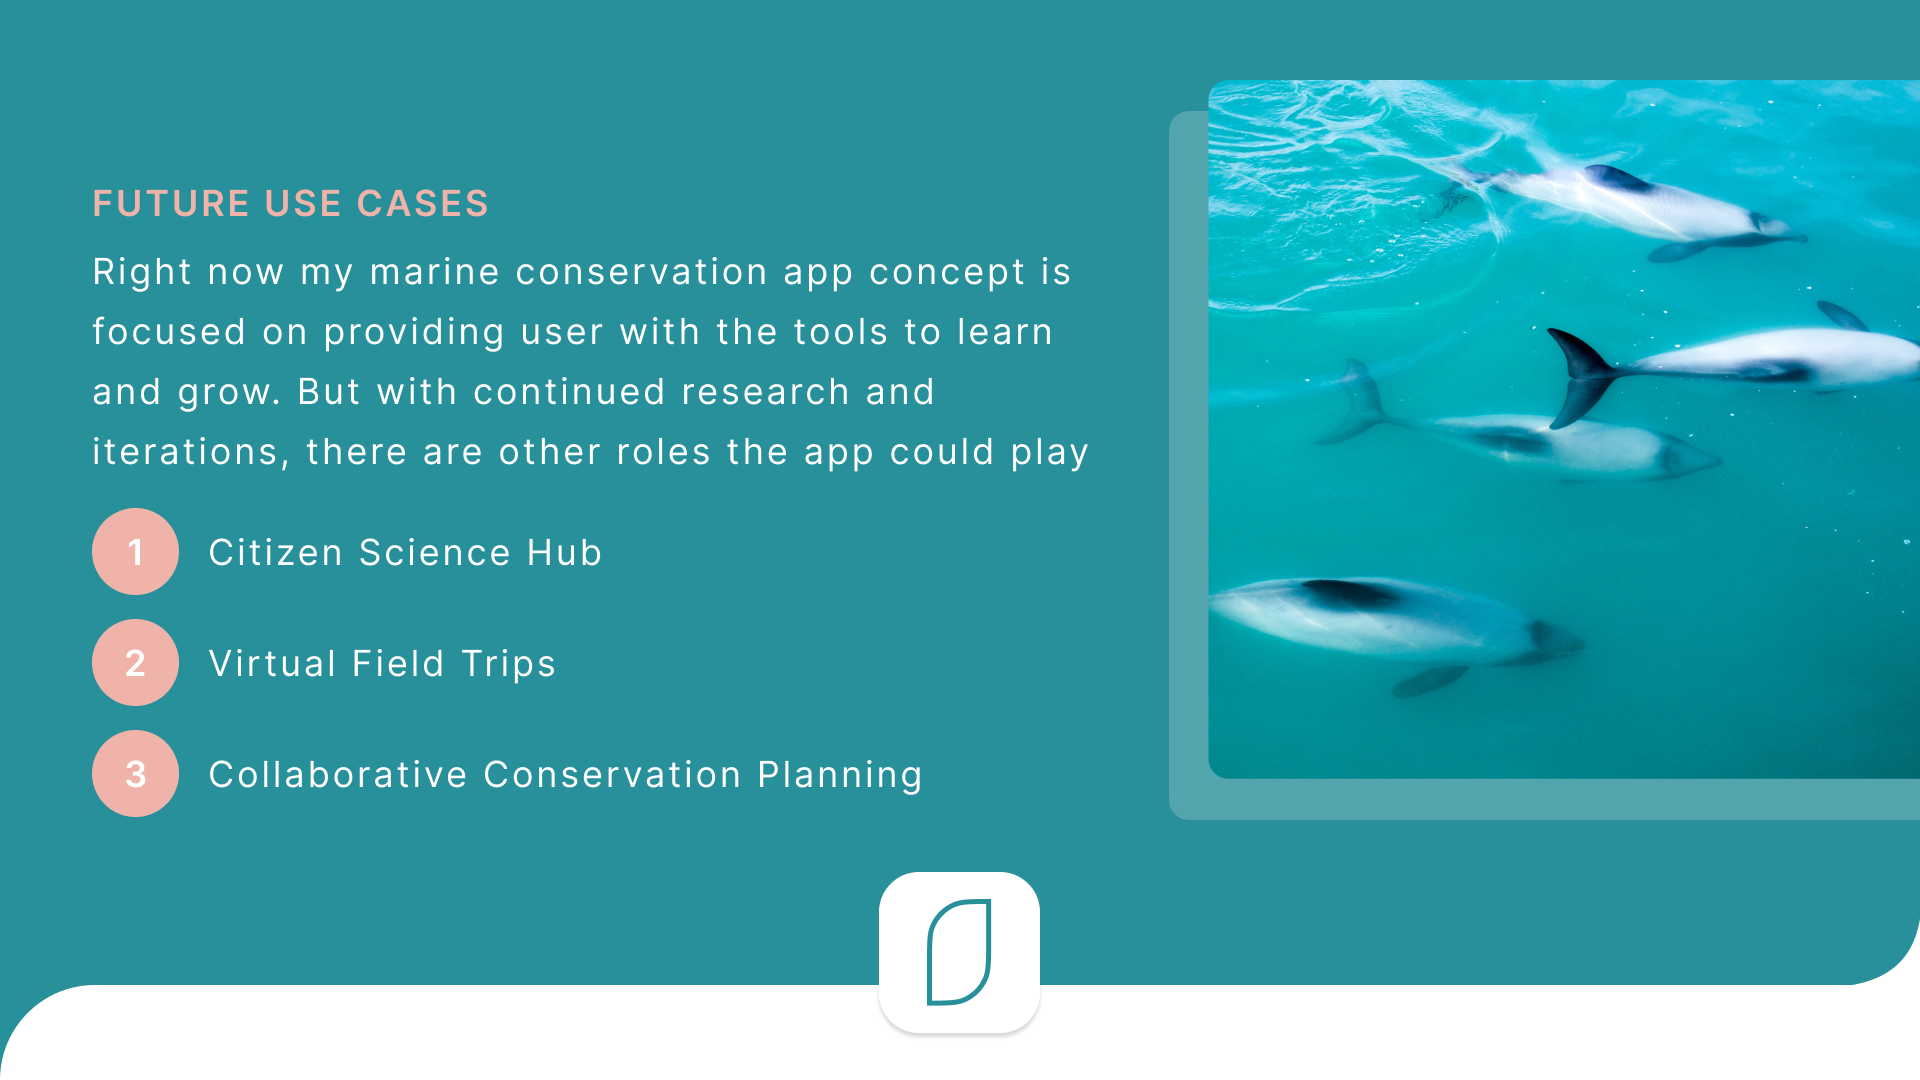 FUTURE USE CASES
Right now my marine conservation app concept is
focused on providing user with the tools to learn
and grow. But with continued research and
iterations, there are other roles the app could play
1 Citizen Science Hub
2 Virtual Field Trips
3 Collaborative Conservation Planning